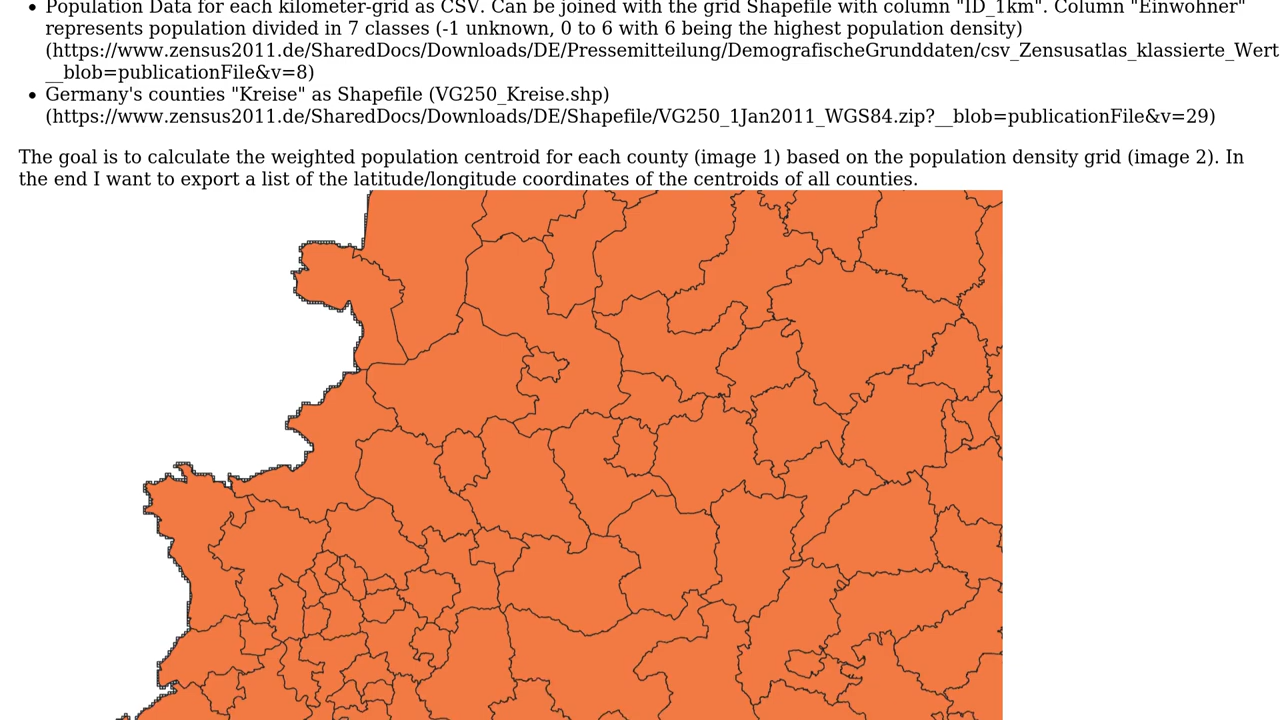 • Population Data for each kilometer-grid as CSV. Can be joined with the grid Shapefile with column "ID_1km". Column "Einwohner"
represents population divided in 7 classes (-1 unknown, 0 to 6 with 6 being the highest population density)
(https://www.zensus2011.de/SharedDocs/Downloads/DE/Pressemitteilung/DemografischeGrunddaten/csv_Zensusatlas_klassierte_Wert
__blob=publicationFile&v=8)
• Germany's counties "Kreise" as Shapefile (VG250_Kreise.shp)
(https://www.zensus2011.de/SharedDocs/Downloads/DE/Shapefile/VG250_1Jan2011_WGS84.zip?__blob=publicationFile&v=29)
The goal is to calculate the weighted population centroid for each county (image 1) based on the population density grid (image 2). In
the end I want to export a list of the latitude/longitude coordinates of the centroids of all counties.